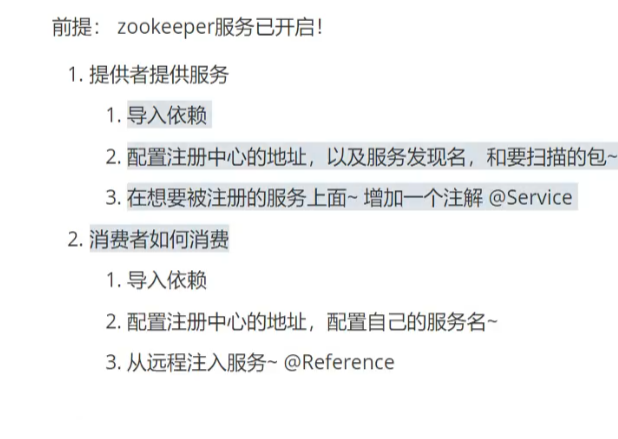 前提： zookeeper服务已开启！
1. 提供者提供服务
1. 导入依赖
2. 配置注册中心的地址，以及服务发现名，和要扫描的包~
3. 在想要被注册的服务上面~ 增加一个注解 @Service
2. 消费者如何消费
1. 导入依赖
2. 配置注册中心的地址，配置自己的服务名~
3. 从远程注入服务~ @Reference